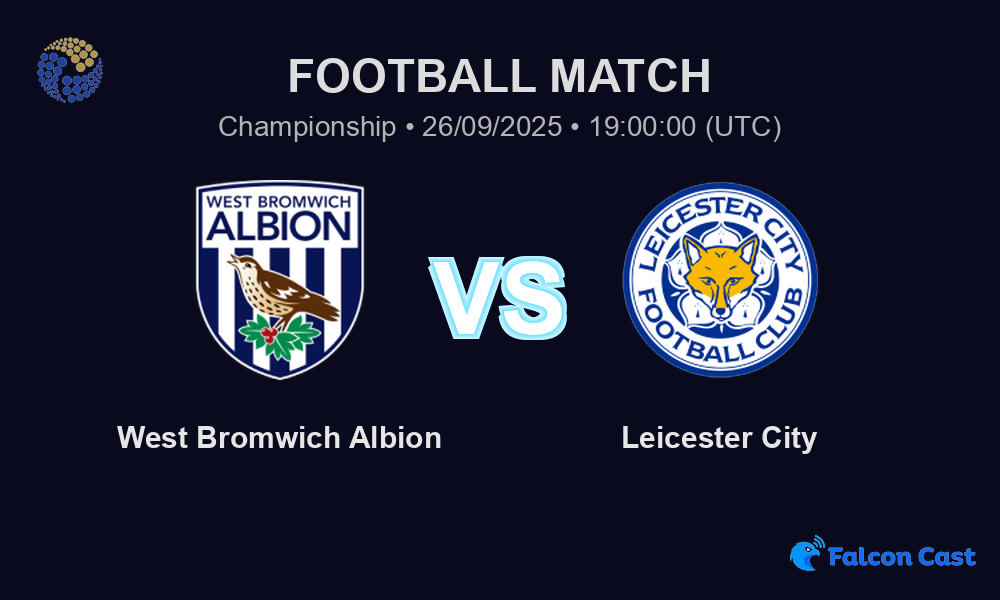 FOOTBALL MATCH
Championship • 26/09/2025 • 19:00:00 (UTC)
WEST BROMWICH
ALBION
VS
LEICESTER CITY
FOOTBALL CLUB
West Bromwich Albion
Leicester City
Falcon Cast